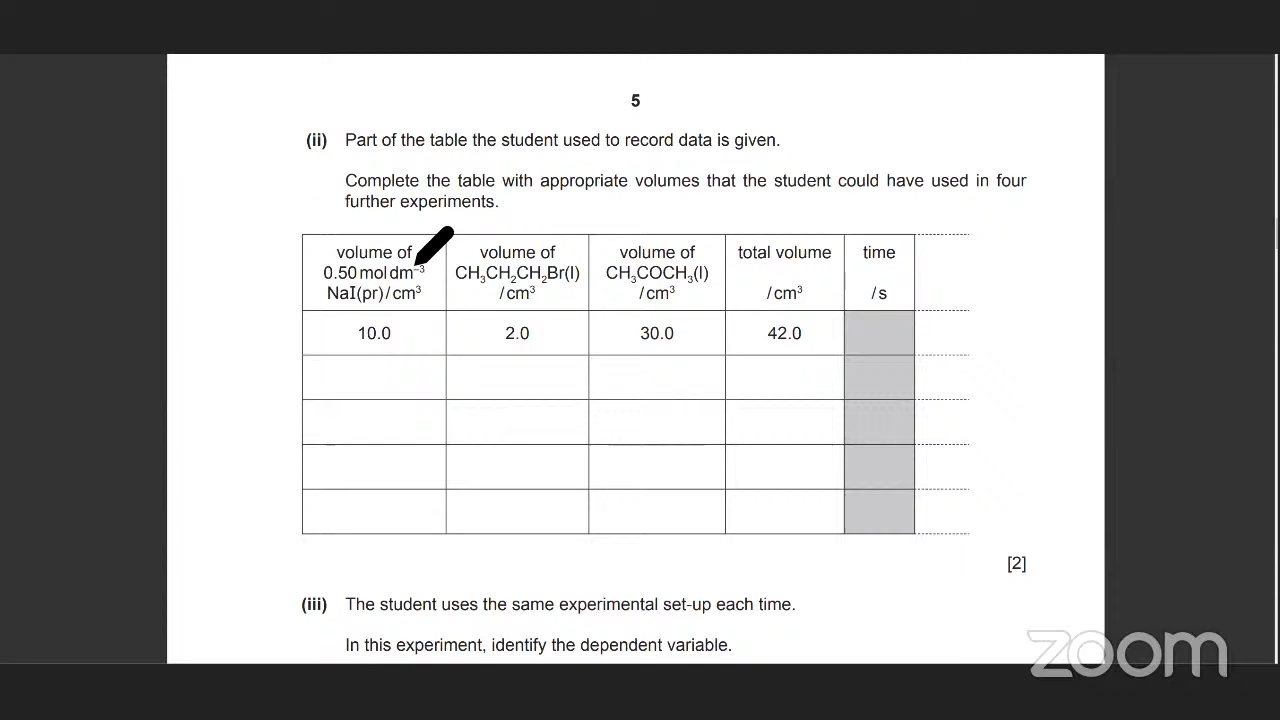 5
(ii) Part of the table the student used to record data is given.
Complete the table with appropriate volumes that the student could have used in four
further experiments.
volume of 0.50 mol dm⁻³ NaI(pr)/cm³ | volume of CH₃CH₂CH₂Br(l) /cm³ | volume of CH₃COCH₃(l) /cm³ | total volume /cm³ | time /s
10.0 | 2.0 | 30.0 | 42.0
[2]
(iii) The student uses the same experimental set-up each time.
In this experiment, identify the dependent variable.
zoom